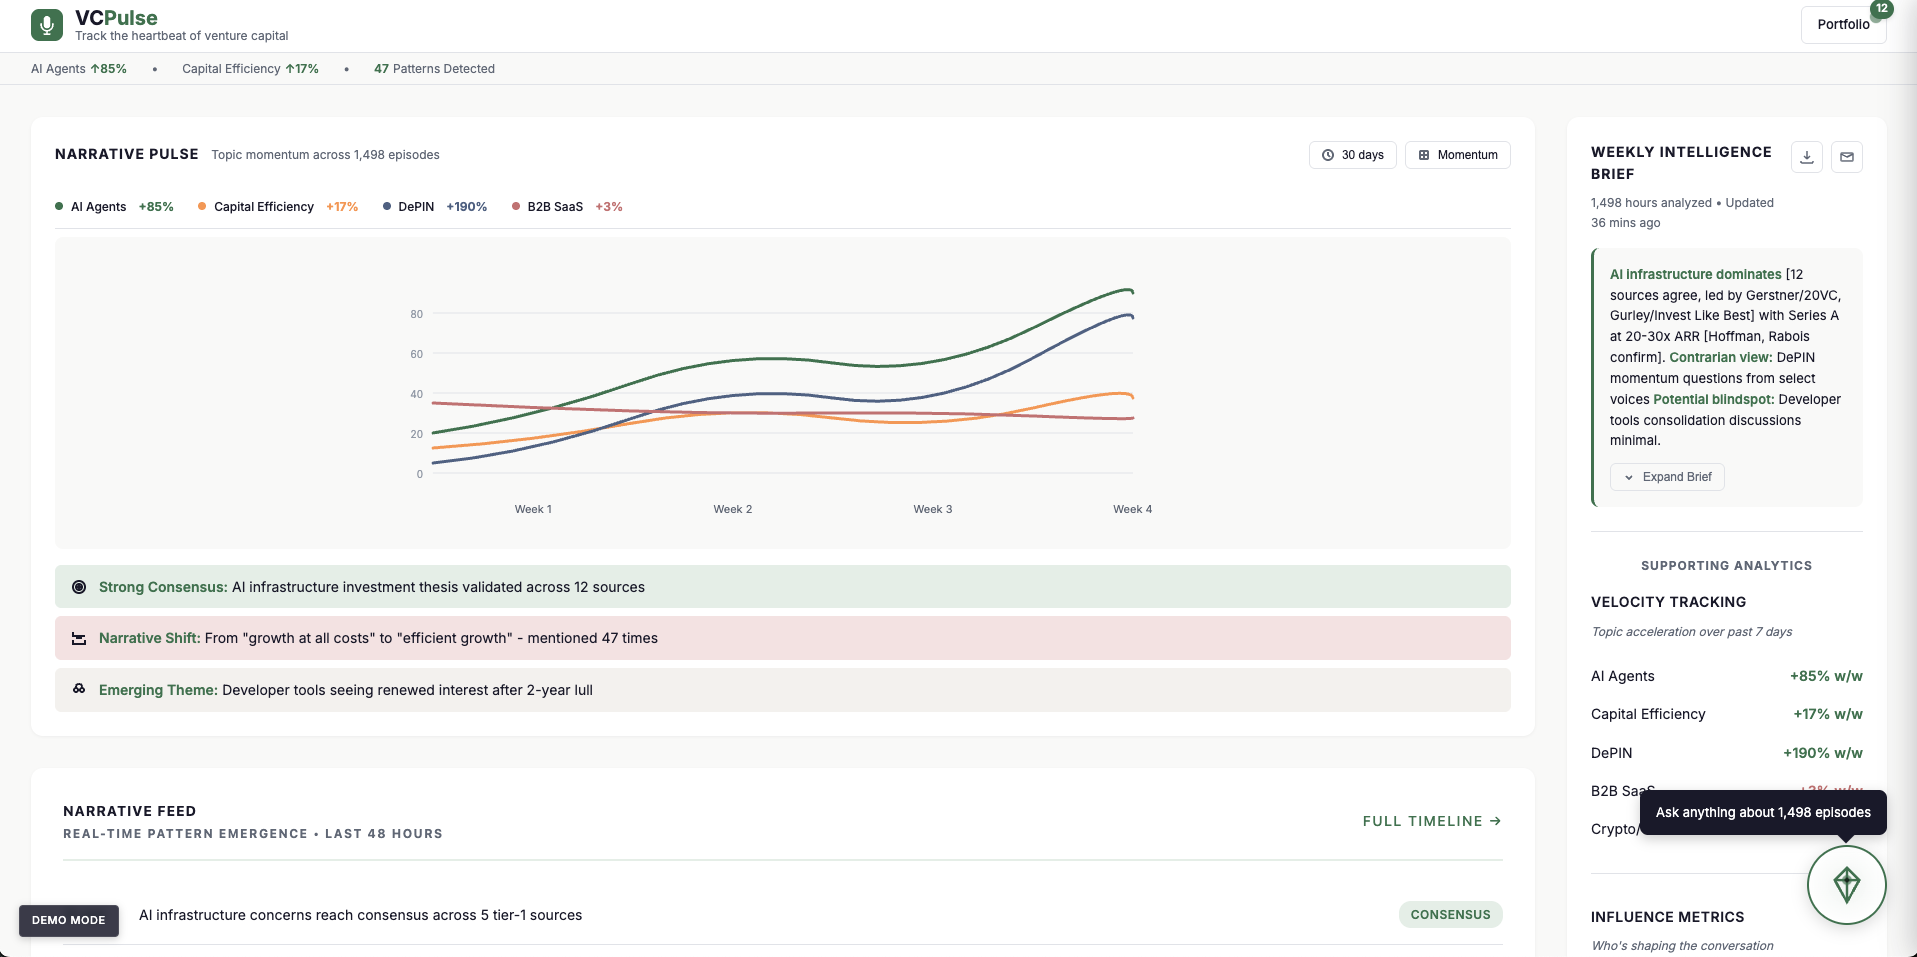 VCPulse
Track the heartbeat of venture capital
Portfolio
12
AI Agents ↑85% • Capital Efficiency ↑17% • 47 Patterns Detected
NARRATIVE PULSE Topic momentum across 1,498 episodes
30 days
Momentum
AI Agents +85% Capital Efficiency +17% DePIN +190% B2B SaaS +3%
80
60
40
20
0
Week 1 Week 2 Week 3 Week 4
Strong Consensus: AI infrastructure investment thesis validated across 12 sources
Narrative Shift: From "growth at all costs" to "efficient growth" - mentioned 47 times
Emerging Theme: Developer tools seeing renewed interest after 2-year lull
NARRATIVE FEED
REAL-TIME PATTERN EMERGENCE • LAST 48 HOURS
FULL TIMELINE →
DEMO MODE
AI infrastructure concerns reach consensus across 5 tier-1 sources
CONSENSUS
WEEKLY INTELLIGENCE
BRIEF
1,498 hours analyzed • Updated
36 mins ago
AI infrastructure dominates [12
sources agree, led by Gerstner/20VC,
Gurley/Invest Like Best] with Series A
at 20-30x ARR [Hoffman, Rabois
confirm]. Contrarian view: DePIN
momentum questions from select
voices Potential blindspot: Developer
tools consolidation discussions
minimal.
Expand Brief
SUPPORTING ANALYTICS
VELOCITY TRACKING
Topic acceleration over past 7 days
AI Agents +85% w/w
Capital Efficiency +17% w/w
DePIN +190% w/w
B2B SaaS
Crypto/
Ask anything about 1,498 episodes
INFLUENCE METRICS
Who's shaping the conversation